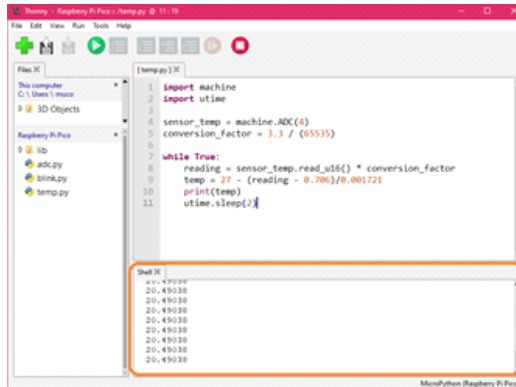 Thonny - Raspberry Pi Pico :: /temp.py @ 11 : 19
File Edit View Run Tools Help
Files
[ temp.py ]
This computer
C: \ Users \ muco
3D Objects
Raspberry Pi Pico
lib
adc.py
blink.py
temp.py
1 import machine
2 import utime
3
4 sensor_temp = machine.ADC(4)
5 conversion_factor = 3.3 / (65535)
6
7 while True:
8 reading = sensor_temp.read_u16() * conversion_factor
9 temp = 27 - (reading - 0.706)/0.001721
10 print(temp)
11 utime.sleep(2)
Shell
20.49038
20.49038
20.49038
20.49038
20.49038
20.49038
20.49038
20.49038
MicroPython (Raspberry Pi Pico)